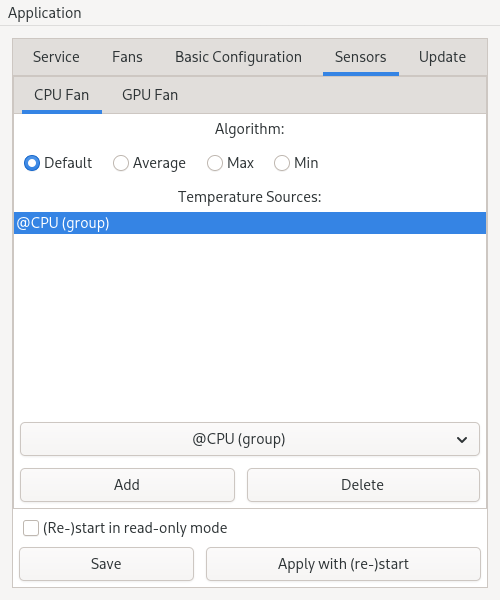 Application
Service Fans Basic Configuration Sensors Update
CPU Fan GPU Fan
Algorithm:
Default Average Max Min
Temperature Sources:
@CPU (group)
@CPU (group)
Add Delete
(Re-)start in read-only mode
Save Apply with (re-)start